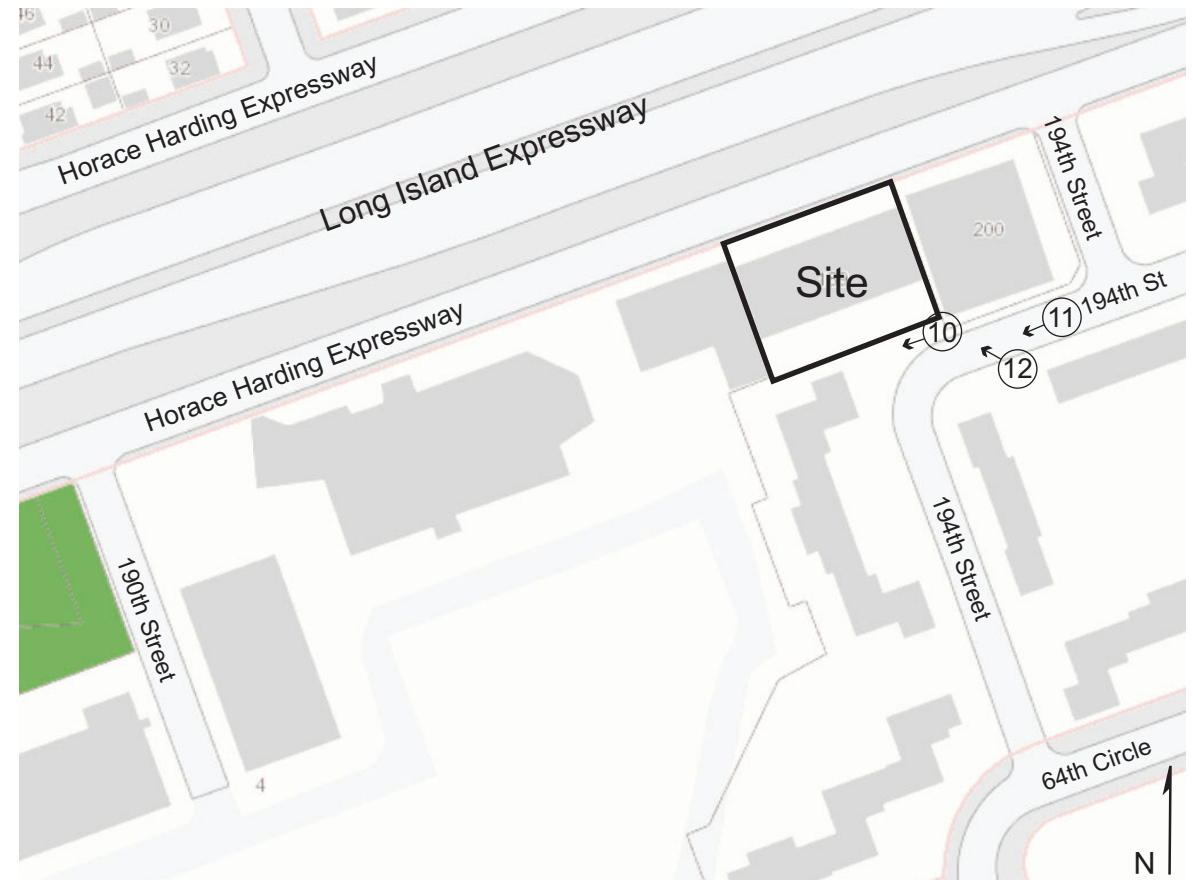 46
30
44
32
42
Horace Harding Expressway
Long Island Expressway
194th Street
200
Site
194th St
10
11
12
Horace Harding Expressway
190th Street
194th Street
4
64th Circle
N